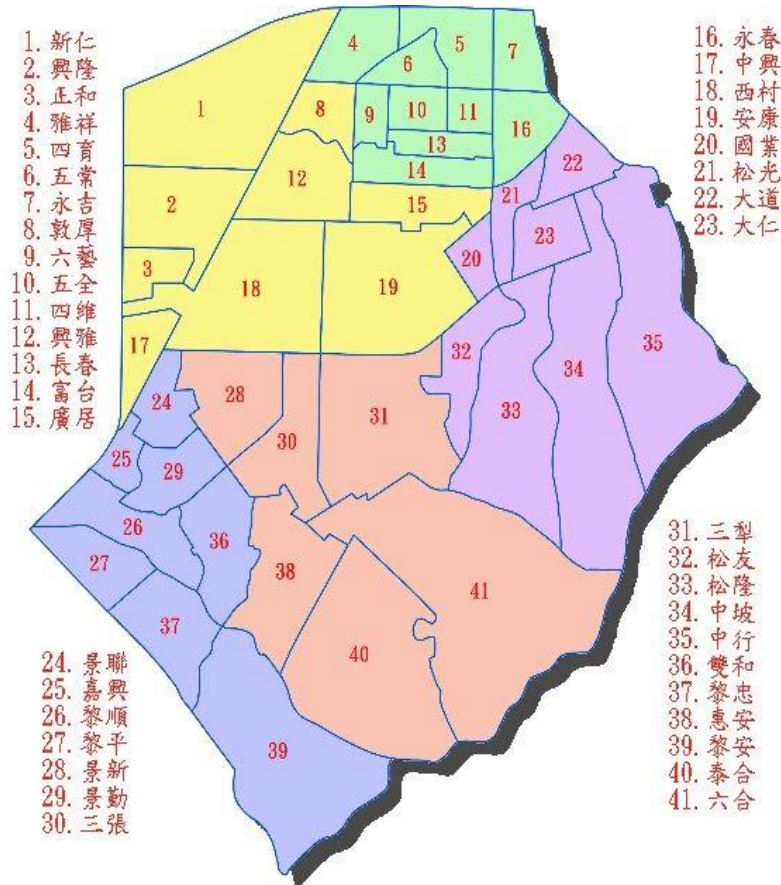 1. 新仁
2. 興隆
3. 正和
4. 雅祥
5. 四育
6. 五常
7. 永吉
8. 敦厚
9. 六藝
10. 五全
11. 四維
12. 興雅
13. 長春
14. 富台
15. 廣居
16. 永春
17. 中興
18. 西村
19. 安康
20. 國業
21. 松光
22. 大道
23. 大仁
4
5
6
7
1
8
9
10
11
16
13
12
14
22
2
15
21
23
3
20
18
19
17
32
35
34
24
28
31
33
30
25
29
26
36
27
38
41
37
40
39
24. 景聯
25. 嘉興
26. 黎順
27. 黎平
28. 景新
29. 景勤
30. 三張
31. 三犁
32. 松友
33. 松隆
34. 中坡
35. 中行
36. 雙和
37. 黎忠
38. 惠安
39. 黎安
40. 泰合
41. 六合